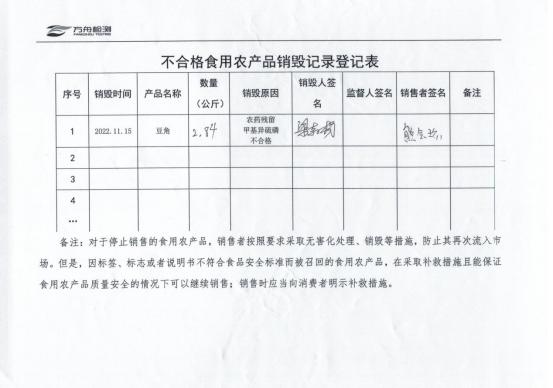 方舟检测
FANGZHOU TESTING
不合格食用农产品销毁记录登记表
序号 销毁时间 产品名称 数量（公斤） 销毁原因 销毁人签名 监督人签名 销售者签名 备注
1 2022.11.15 豆角 2.84 农药残留甲基异硫磷不合格
2
3
4
…
备注：对于停止销售的食用农产品，销售者按照要求采取无害化处理、销毁等措施，防止其再次流入市
场。但是，因标签、标志或者说明书不符合食品安全标准而被召回的食用农产品，在采取补救措施且能保证
食用农产品质量安全的情况下可以继续销售；销售时应当向消费者明示补救措施。